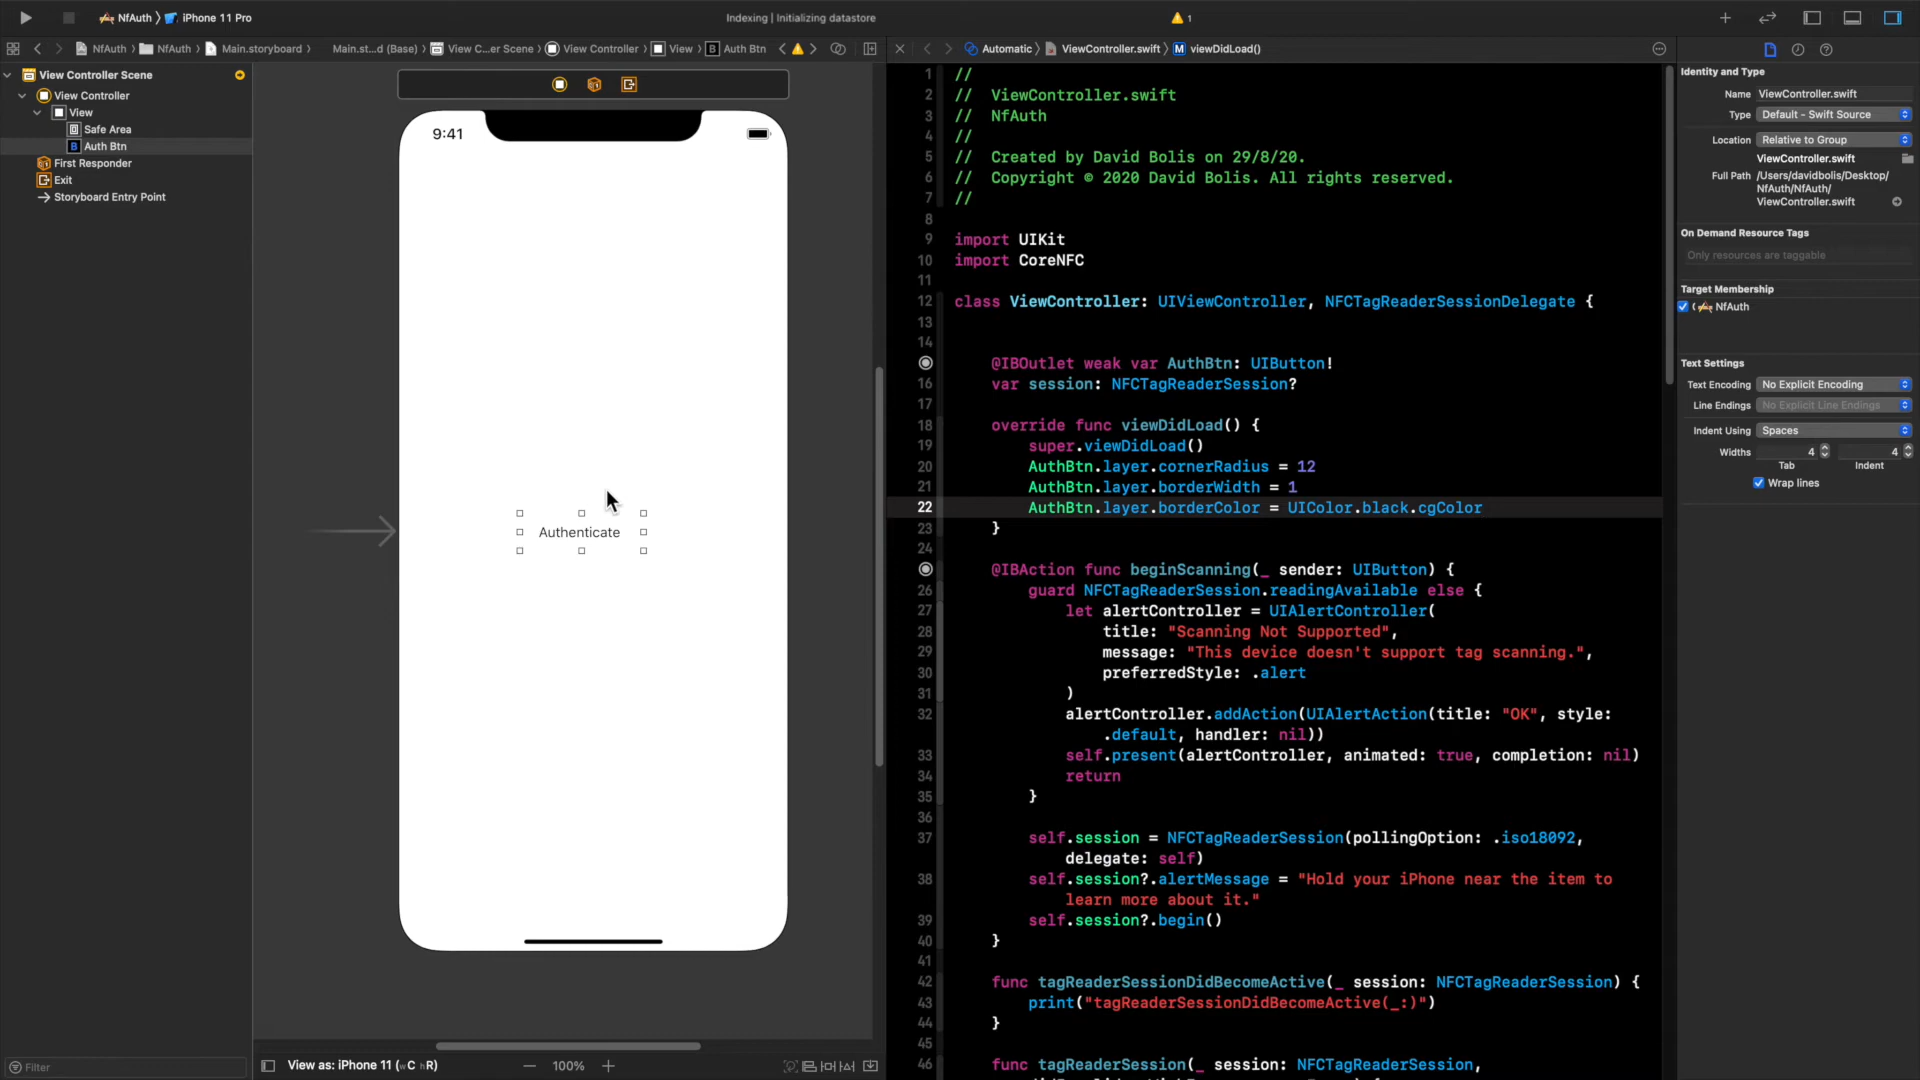 NfAuth
iPhone 11 Pro
Indexing | Initializing datastore
1
NfAuth
NfAuth
Main.storyboard
Main.st...d (Base)
View C...er Scene
View Controller
View
B
Auth Btn
Automatic
ViewController.swift
M
viewDidLoad()
View Controller Scene
View Controller
View
Safe Area
B Auth Btn
First Responder
Exit
Storyboard Entry Point
Filter
9:41
Authenticate
View as: iPhone 11 (wC hR)
100%
1 //
2 //  ViewController.swift
3 //  NfAuth
4 //
5 //  Created by David Bolis on 29/8/20.
6 //  Copyright © 2020 David Bolis. All rights reserved.
7 //
8
9 import UIKit
10 import CoreNFC
11
12 class ViewController: UIViewController, NFCTagReaderSessionDelegate {
13
14
@IBOutlet weak var AuthBtn: UIButton!
16 var session: NFCTagReaderSession?
17
18 override func viewDidLoad() {
19 super.viewDidLoad()
20 AuthBtn.layer.cornerRadius = 12
21 AuthBtn.layer.borderWidth = 1
22 AuthBtn.layer.borderColor = UIColor.black.cgColor
23 }
24
@IBAction func beginScanning(_ sender: UIButton) {
26 guard NFCTagReaderSession.readingAvailable else {
27 let alertController = UIAlertController(
28 title: "Scanning Not Supported",
29 message: "This device doesn't support tag scanning.",
30 preferredStyle: .alert
31 )
32 alertController.addAction(UIAlertAction(title: "OK", style:
.default, handler: nil))
33 self.present(alertController, animated: true, completion: nil)
34 return
35 }
36
37 self.session = NFCTagReaderSession(pollingOption: .iso18092,
delegate: self)
38 self.session?.alertMessage = "Hold your iPhone near the item to
learn more about it."
39 self.session?.begin()
40 }
41
42 func tagReaderSessionDidBecomeActive(_ session: NFCTagReaderSession) {
43 print("tagReaderSessionDidBecomeActive(_:)")
44 }
45
46 func tagReaderSession(_ session: NFCTagReaderSession,
Identity and Type
Name ViewController.swift
Type Default - Swift Source
Location Relative to Group
ViewController.swift
Full Path /Users/davidbolis/Desktop/
NfAuth/NfAuth/
ViewController.swift
On Demand Resource Tags
Only resources are taggable
Target Membership
NfAuth
Text Settings
Text Encoding No Explicit Encoding
Line Endings No Explicit Line Endings
Indent Using Spaces
Widths 4 4
Tab Indent
Wrap lines